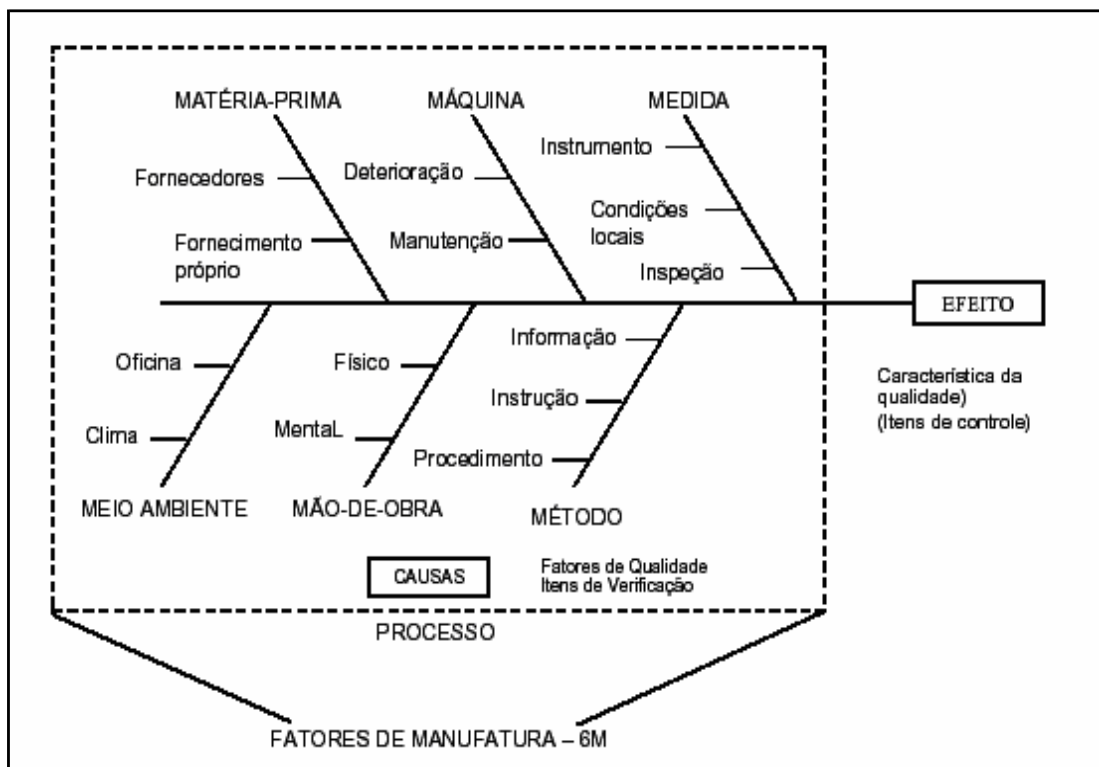 MATÉRIA-PRIMA
MÁQUINA
MEDIDA
Fornecedores
Fornecimento
próprio
Deterioração
Manutenção
Instrumento
Condições
locais
Inspeção
EFEITO
Característica da
qualidade)
(Itens de controle)
Oficina
Clima
Físico
MentaL
Informação
Instrução
Procedimento
MEIO AMBIENTE
MÃO-DE-OBRA
MÉTODO
CAUSAS
Fatores de Qualidade
Itens de Verificação
PROCESSO
FATORES DE MANUFATURA – 6M